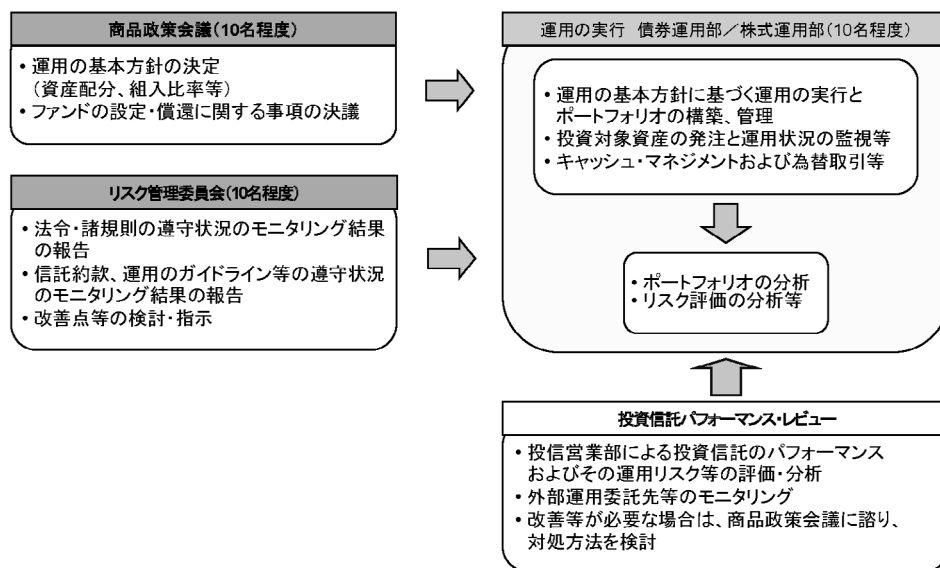 商品政策会議(10名程度)
• 運用の基本方針の決定
(資産配分、組入比率等)
• ファンドの設定・償還に関する事項の決議
リスク管理委員会(10名程度)
• 法令・諸規則の遵守状況のモニタリング結果
の報告
• 信託約款、運用のガイドライン等の遵守状況
のモニタリング結果の報告
• 改善点等の検討・指示
運用の実行 債券運用部/株式運用部(10名程度)
• 運用の基本方針に基づく運用の実行と
ポートフォリオの構築、管理
• 投資対象資産の発注と運用状況の監視等
• キャッシュ・マネジメントおよび為替取引等
• ポートフォリオの分析
• リスク評価の分析等
投資信託パフォーマンス・レビュー
• 投信営業部による投資信託のパフォーマンス
およびその運用リスク等の評価・分析
• 外部運用委託先等のモニタリング
• 改善等が必要な場合は、商品政策会議に諮り、
対処方法を検討